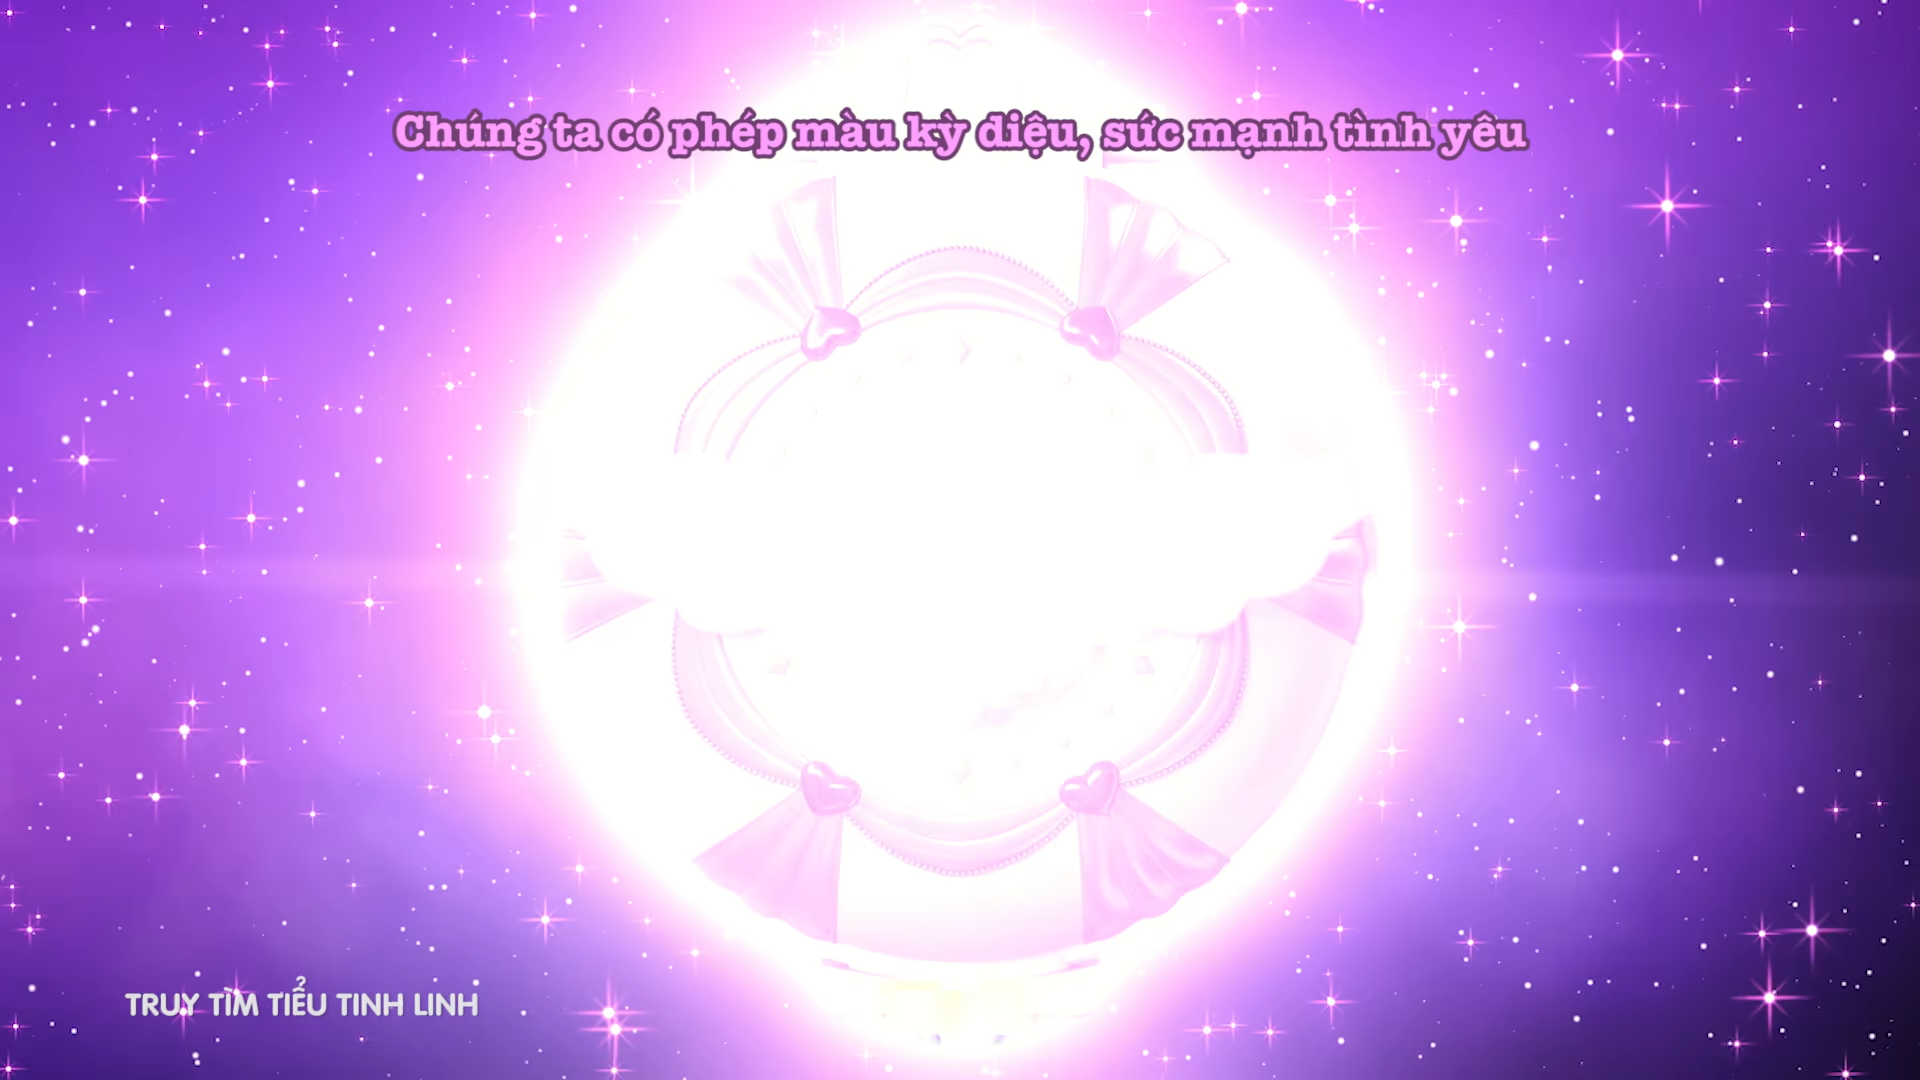 Chúng ta có phép màu kỳ diệu, sức mạnh tình yêu
TRUY TÌM TIỂU TINH LINH